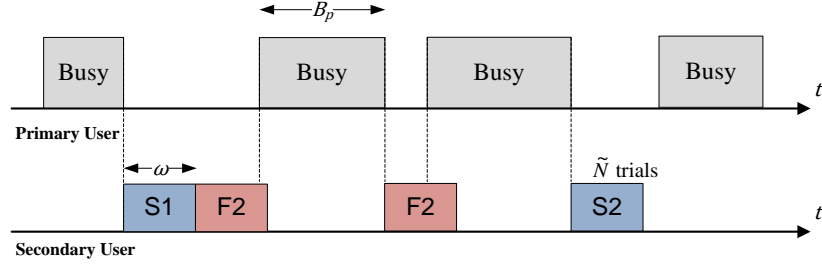 B_p
Busy Busy Busy Busy
t
Primary User
ω
Ñ trials
S1 F2 F2 S2
t
Secondary User